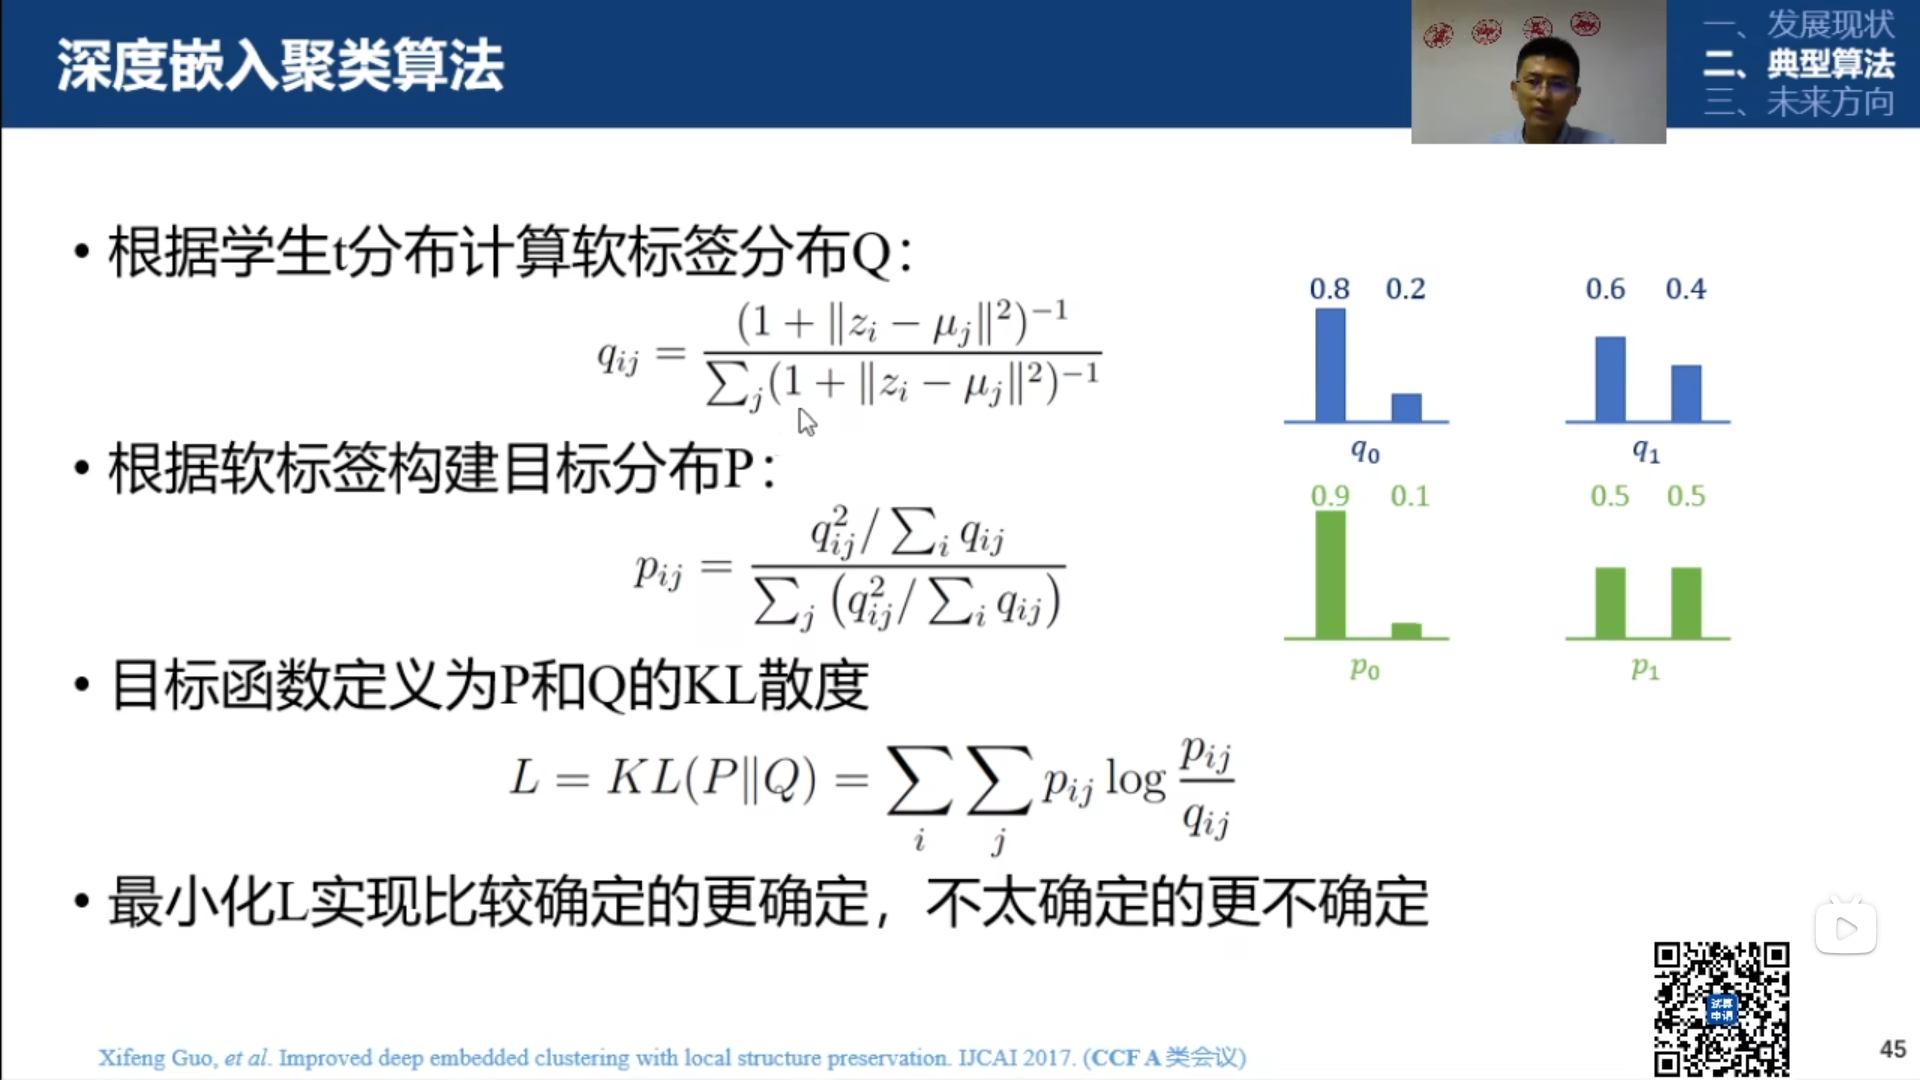 深度嵌入聚类算法
一、发展现状
二、典型算法
三、未来方向
• 根据学生t分布计算软标签分布Q：
q_{ij} = \frac{(1 + \|z_i - \mu_j\|^2)^{-1}}{\sum_j (1 + \|z_i - \mu_j\|^2)^{-1}}
• 根据软标签构建目标分布P：
p_{ij} = \frac{q_{ij}^2 / \sum_i q_{ij}}{\sum_j (q_{ij}^2 / \sum_i q_{ij})}
• 目标函数定义为P和Q的KL散度
L = KL(P\|Q) = \sum_i \sum_j p_{ij} \log \frac{p_{ij}}{q_{ij}}
• 最小化L实现比较确定的更确定，不太确定的更不确定
0.8 0.2 0.6 0.4
q_0 q_1
0.9 0.1 0.5 0.5
p_0 p_1
试算
申请
Xifeng Guo, et al. Improved deep embedded clustering with local structure preservation. IJCAI 2017. (CCF A 类会议)
45